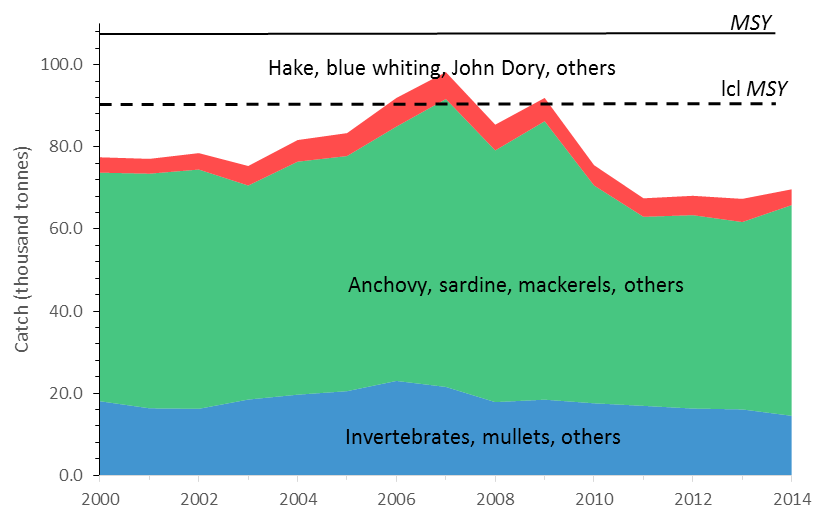 MSY
Hake, blue whiting, John Dory, others
100.0
lcl MSY
80.0
60.0
Catch (thousand tonnes)
Anchovy, sardine, mackerels, others
40.0
20.0
Invertebrates, mullets, others
0.0
2000 2002 2004 2006 2008 2010 2012 2014